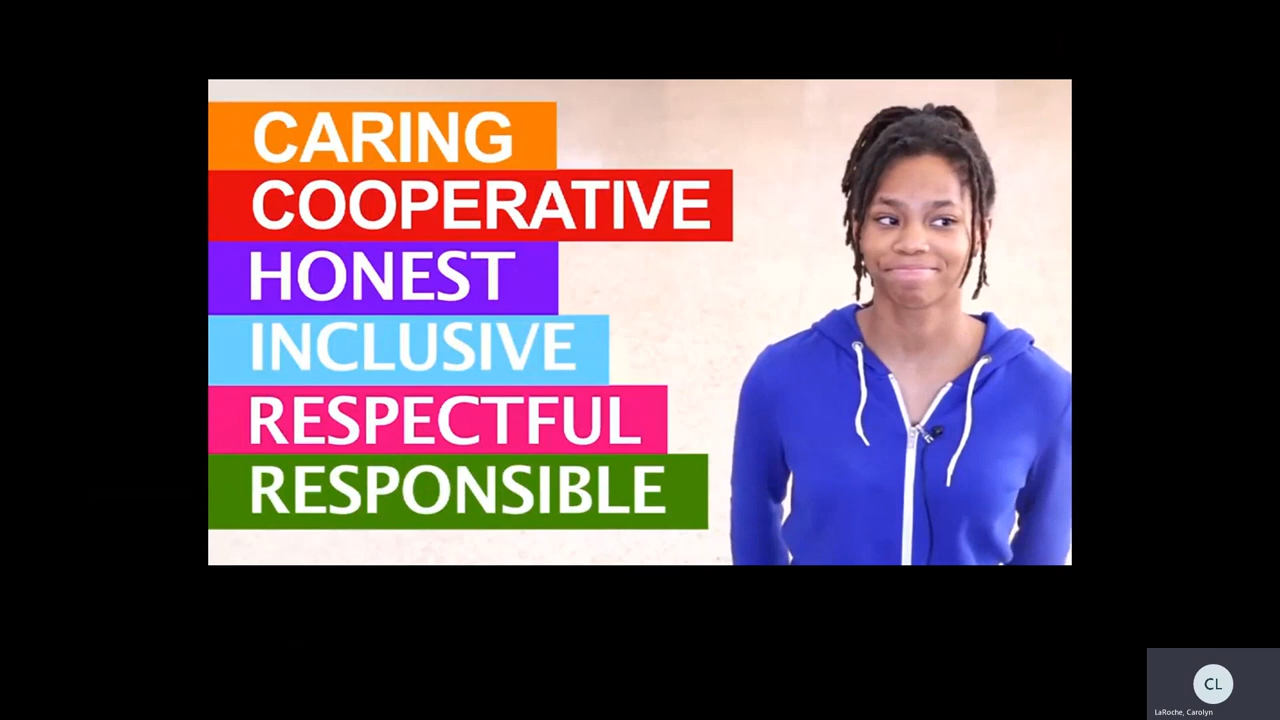 CARING
COOPERATIVE
HONEST
INCLUSIVE
RESPECTFUL
RESPONSIBLE
CL
LaRoche, Carolyn